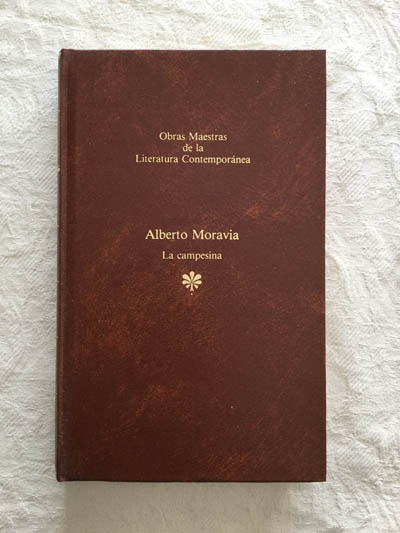 Obras Maestras
de la
Literatura Contemporánea
Alberto Moravia
La campesina